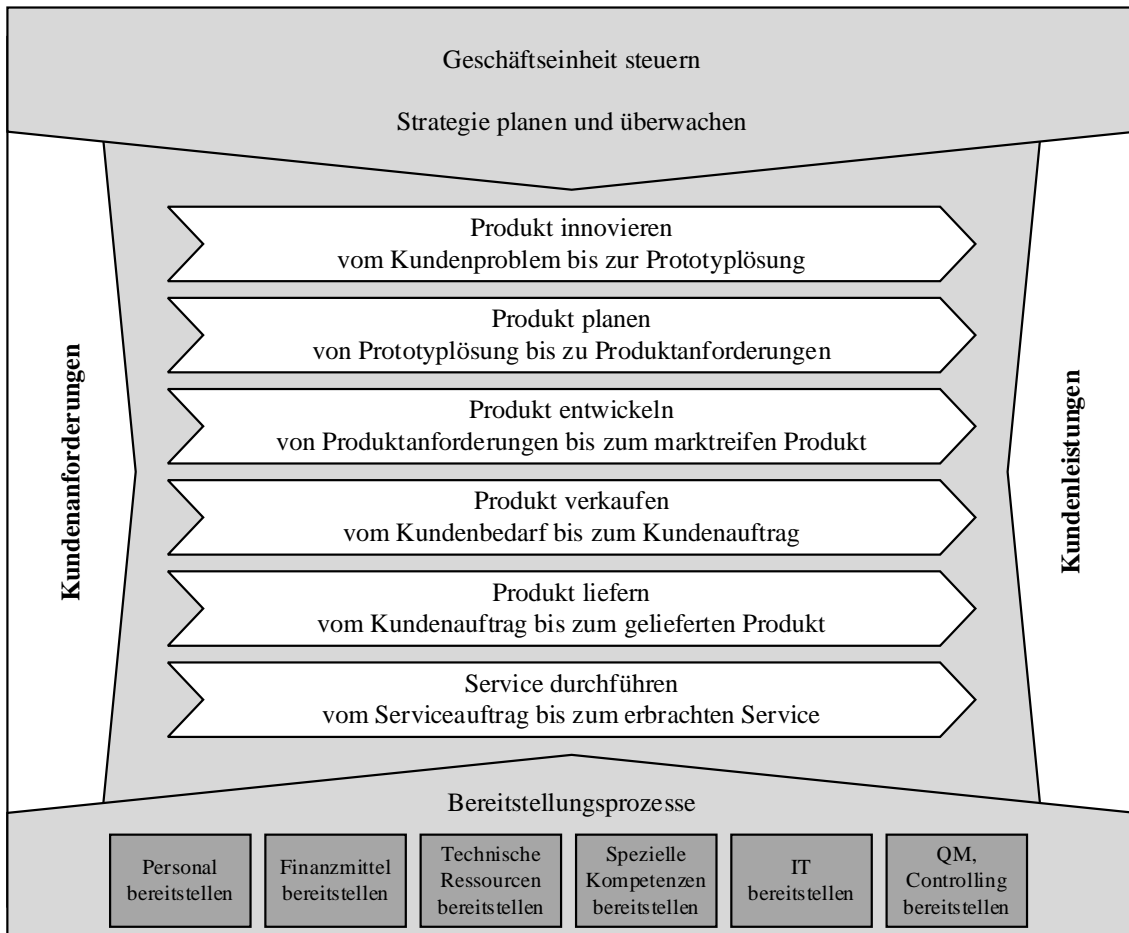 Geschäftseinheit steuern
Strategie planen und überwachen
Kundenanforderungen
Produkt innovieren
vom Kundenproblem bis zur Prototyplösung
Produkt planen
von Prototyplösung bis zu Produktanforderungen
Produkt entwickeln
von Produktanforderungen bis zum marktreifen Produkt
Produkt verkaufen
vom Kundenbedarf bis zum Kundenauftrag
Produkt liefern
vom Kundenauftrag bis zum gelieferten Produkt
Service durchführen
vom Serviceauftrag bis zum erbrachten Service
Kundenleistungen
Bereitstellungsprozesse
Personal
bereitstellen
Finanzmittel
bereitstellen
Technische
Ressourcen
bereitstellen
Spezielle
Kompetenzen
bereitstellen
IT
bereitstellen
QM,
Controlling
bereitstellen